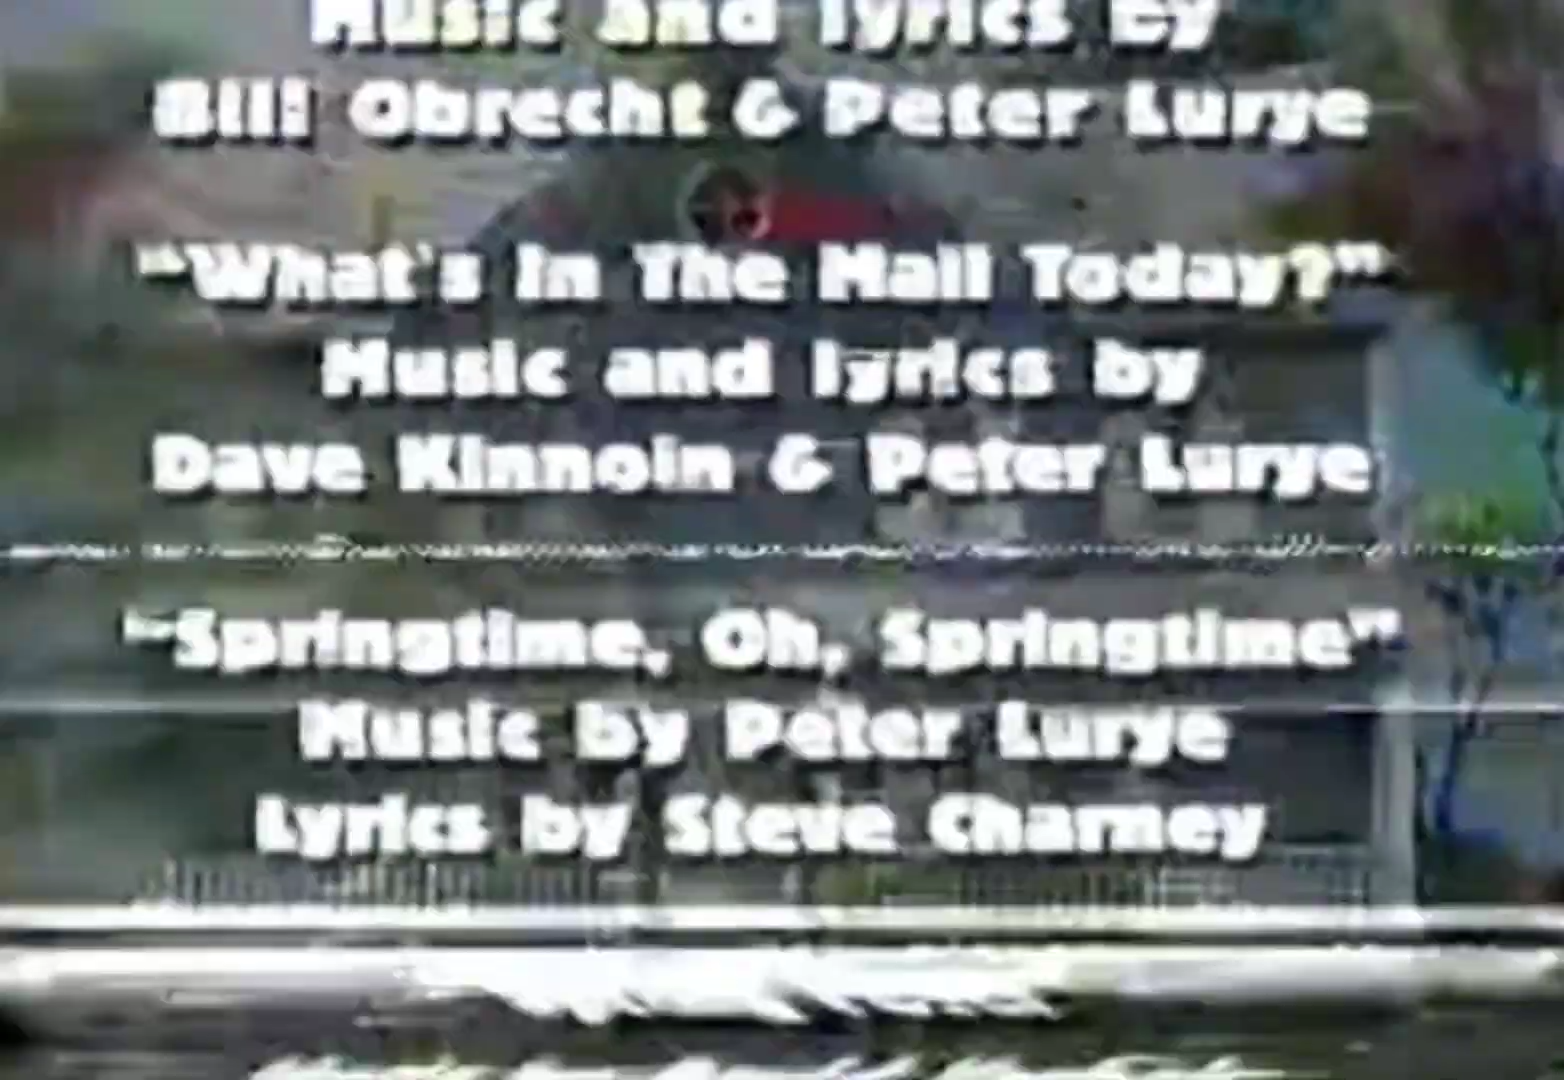 Music and lyrics by
Bill Obrecht & Peter Lurye
"What's In The Mail Today?"
Music and lyrics by
Dave Kinnoin & Peter Lurye
"Springtime, Oh, Springtime"
Music by Peter Lurye
Lyrics by Steve Charney